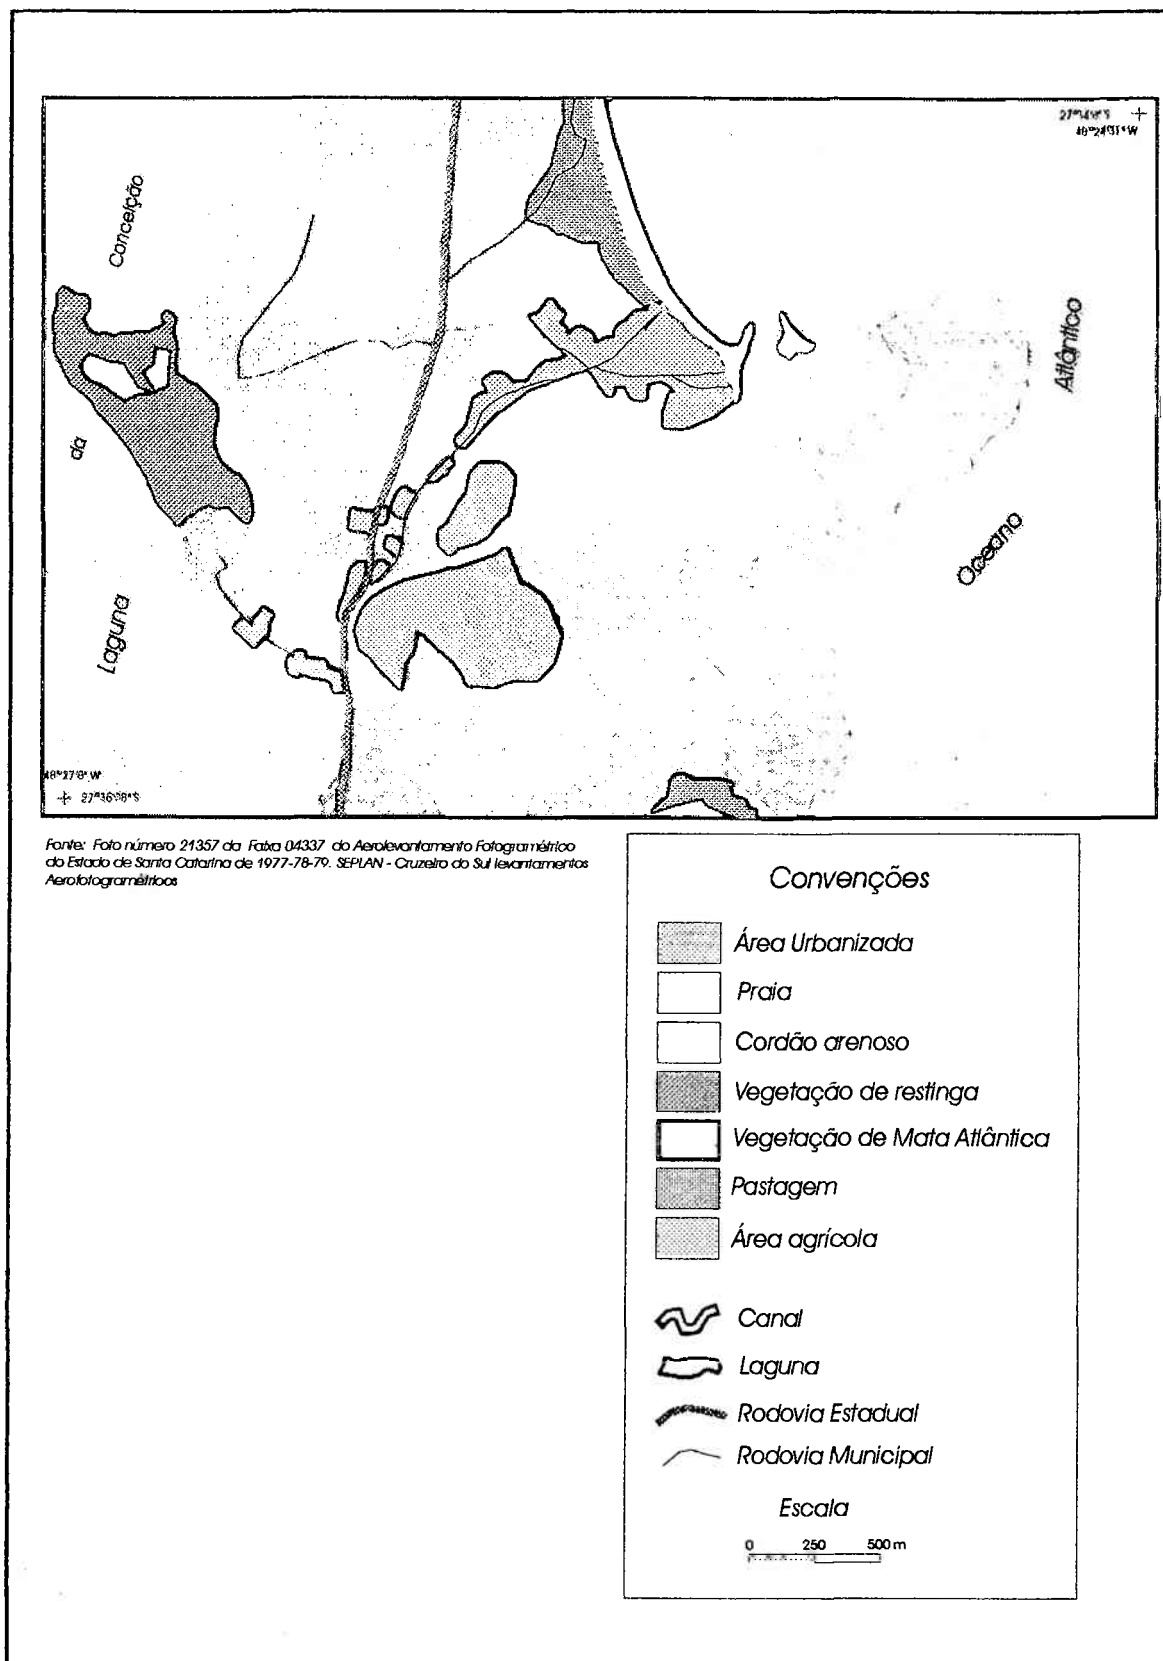 Conceição
da
Laguna
Atlântico
Oceano
Fonte: Foto número 21357 da Faixa 04337 do Aerolevantamento Fotogramétrico
do Estado de Santa Catarina de 1977-78-79. SEPLAN - Cruzeiro do Sul levantamentos
Aerofotogramétricos
Convenções
Área Urbanizada
Praia
Cordão arenoso
Vegetação de restinga
Vegetação de Mata Atlântica
Pastagem
Área agrícola
Canal
Laguna
Rodovia Estadual
Rodovia Municipal
Escala
0 250 500 m